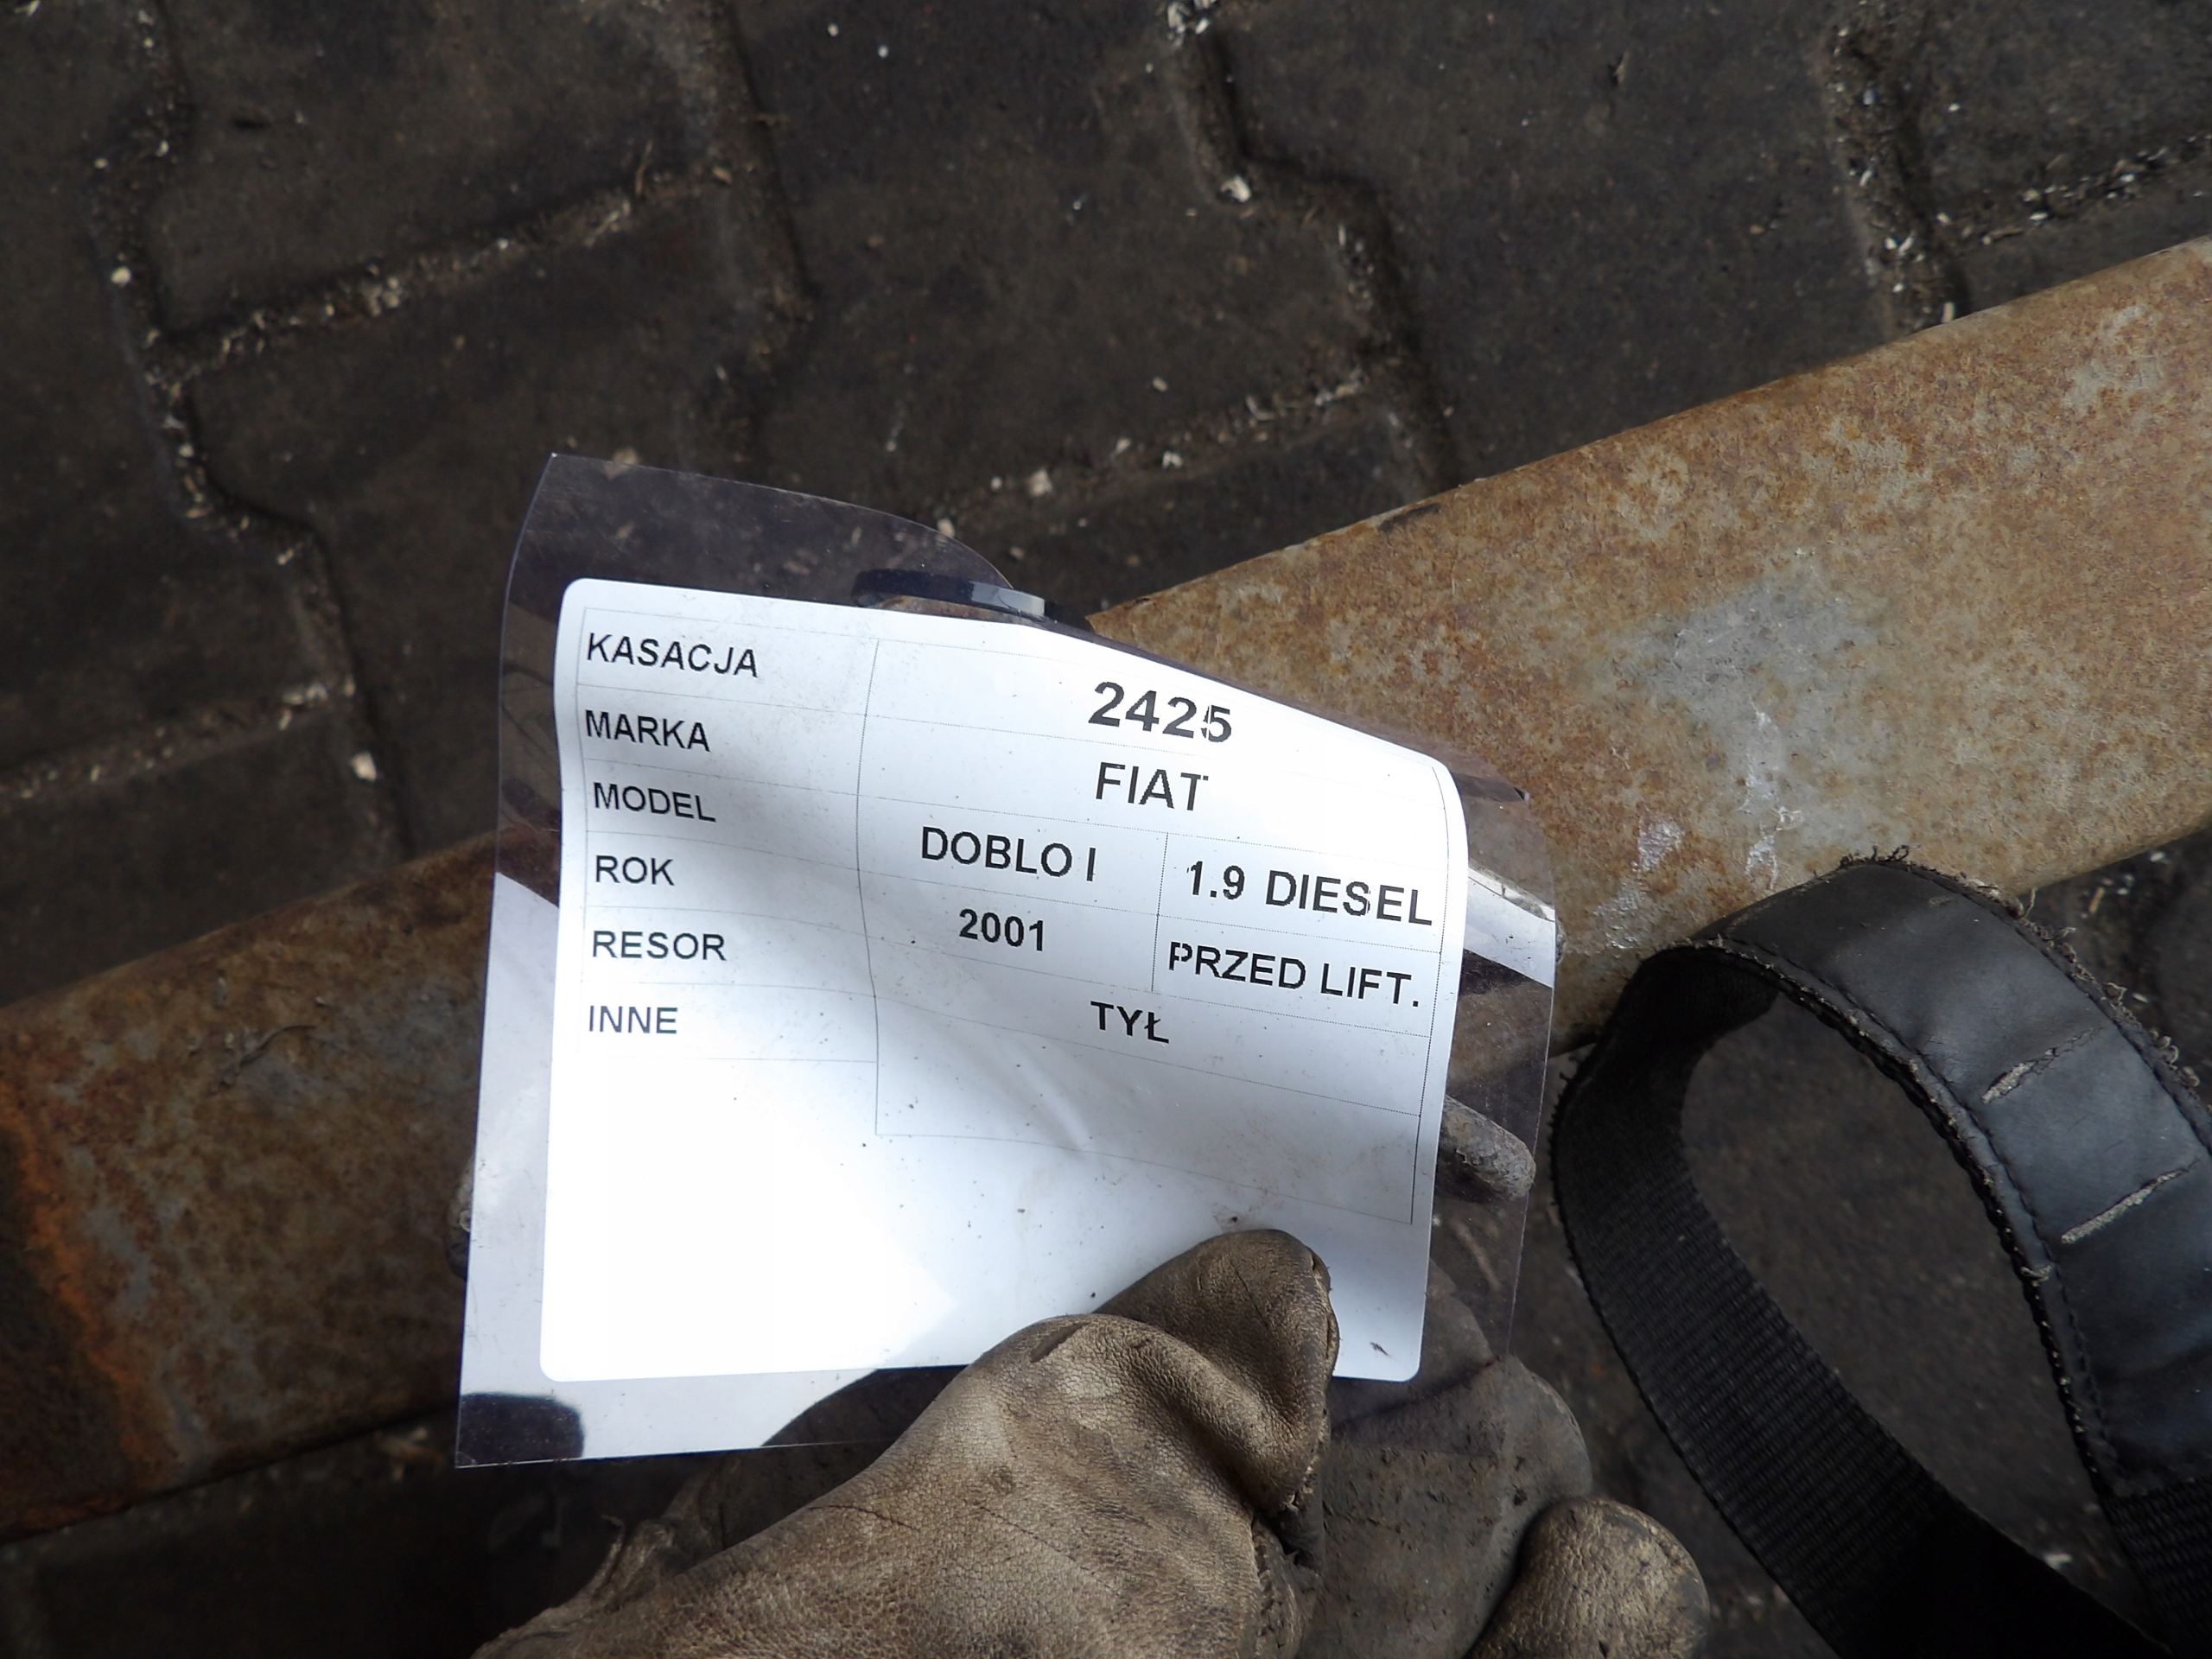 KASACJA 2425
MARKA FIAT
MODEL DOBLO I 1.9 DIESEL
ROK 2001 PRZED LIFT.
RESOR TYŁ
INNE